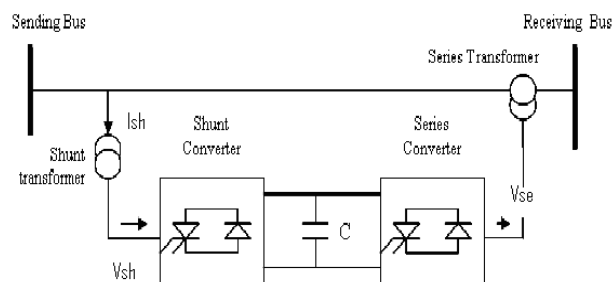 Sending Bus
Receiving Bus
Series Transformer
Ish
Shunt
Converter
Series
Converter
Shunt
transformer
Vse
C
Vsh